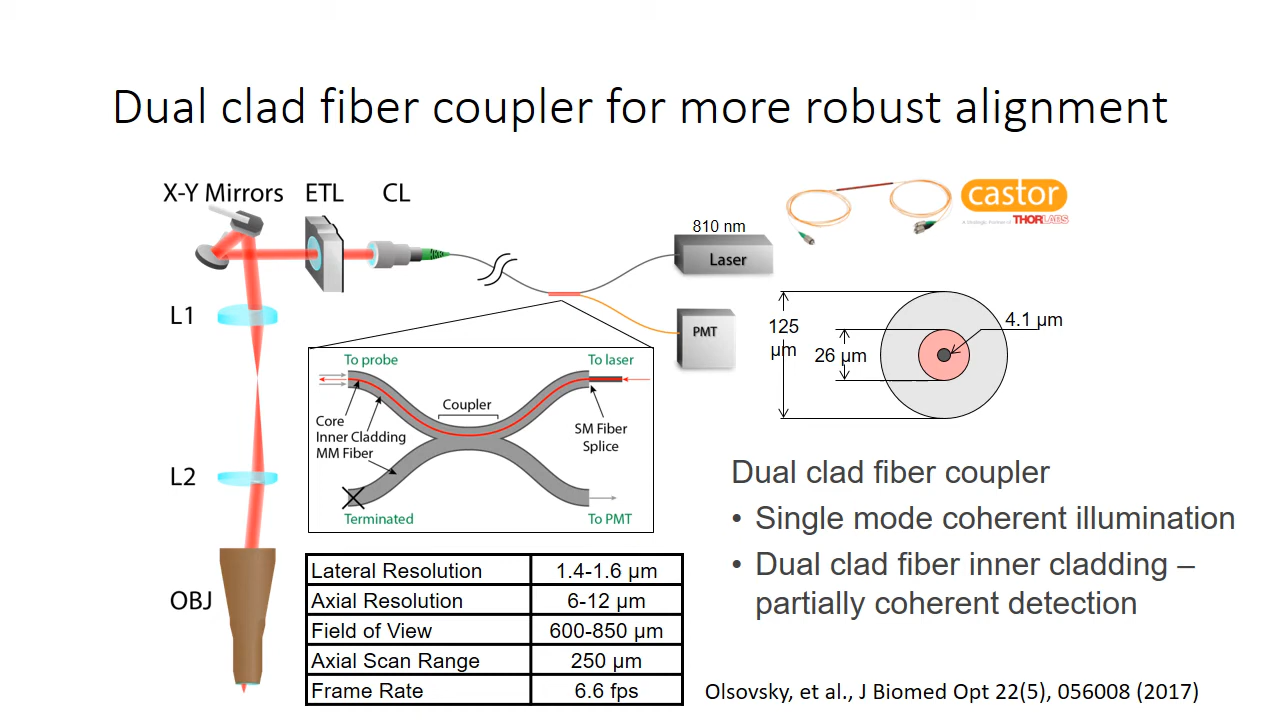 Dual clad fiber coupler for more robust alignment
X-Y Mirrors ETL CL
810 nm
Laser
PMT
castor
A Strategic Partner of THORLABS
L1
L2
OBJ
To probe
To laser
Coupler
Core
Inner Cladding
MM Fiber
SM Fiber
Splice
Terminated
To PMT
125
µm
26 µm
4.1 µm
Dual clad fiber coupler
• Single mode coherent illumination
• Dual clad fiber inner cladding –
partially coherent detection
Lateral Resolution 1.4-1.6 µm
Axial Resolution 6-12 µm
Field of View 600-850 µm
Axial Scan Range 250 µm
Frame Rate 6.6 fps
Olsovsky, et al., J Biomed Opt 22(5), 056008 (2017)